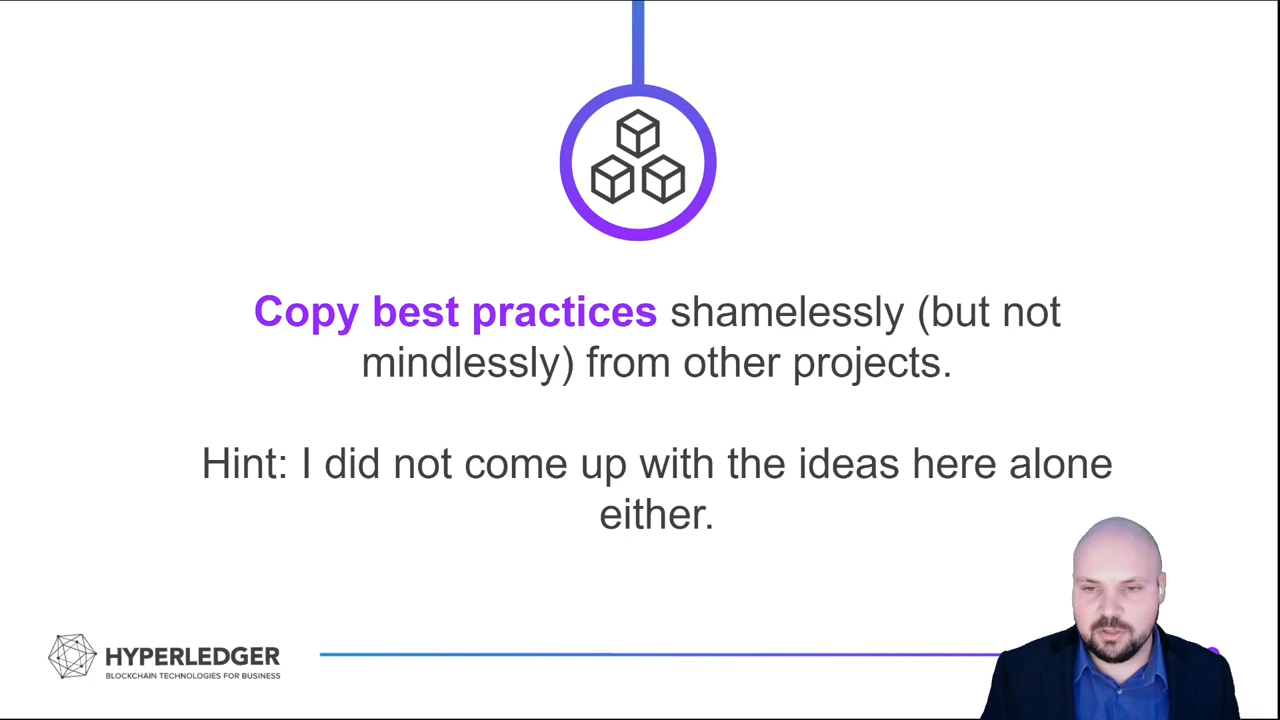 Copy best practices shamelessly (but not
mindlessly) from other projects.
Hint: I did not come up with the ideas here alone
either.
HYPERLEDGER
BLOCKCHAIN TECHNOLOGIES FOR BUSINESS